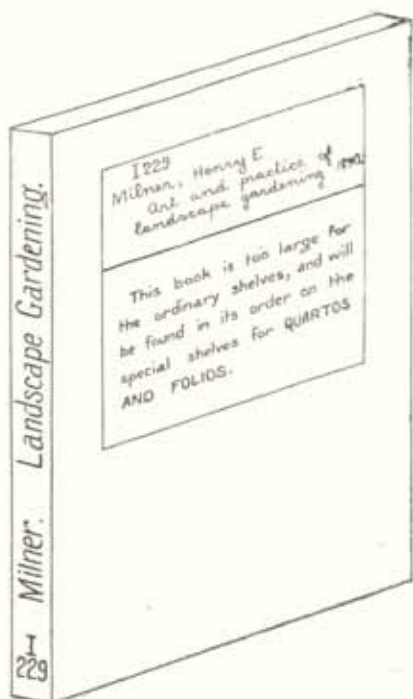 Milner. Landscape Gardening.
I
229
I 229
Milner, Henry E
Art and practice of
landscape gardening 1890
This book is too large for
the ordinary shelves, and will
be found in its order on the
special shelves for QUARTOS
AND FOLIOS.